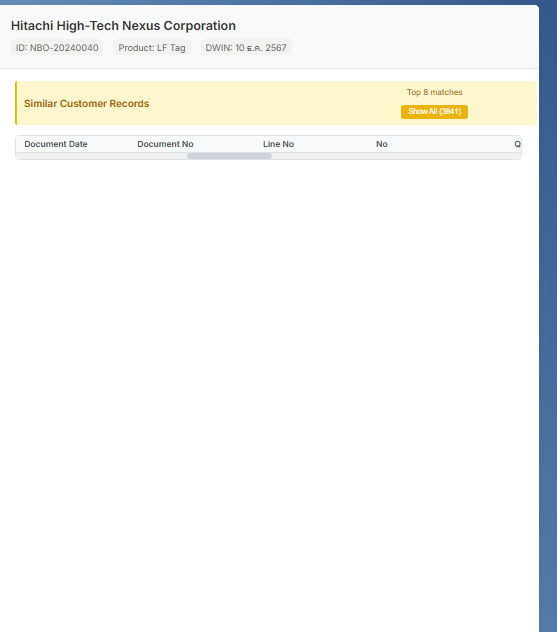 Hitachi High-Tech Nexus Corporation
ID: NBO-20240040 Product: LF Tag DWIN: 10 ธ.ค. 2567
Top 8 matches
Similar Customer Records
Show All (3841)
Document Date Document No Line No No Q